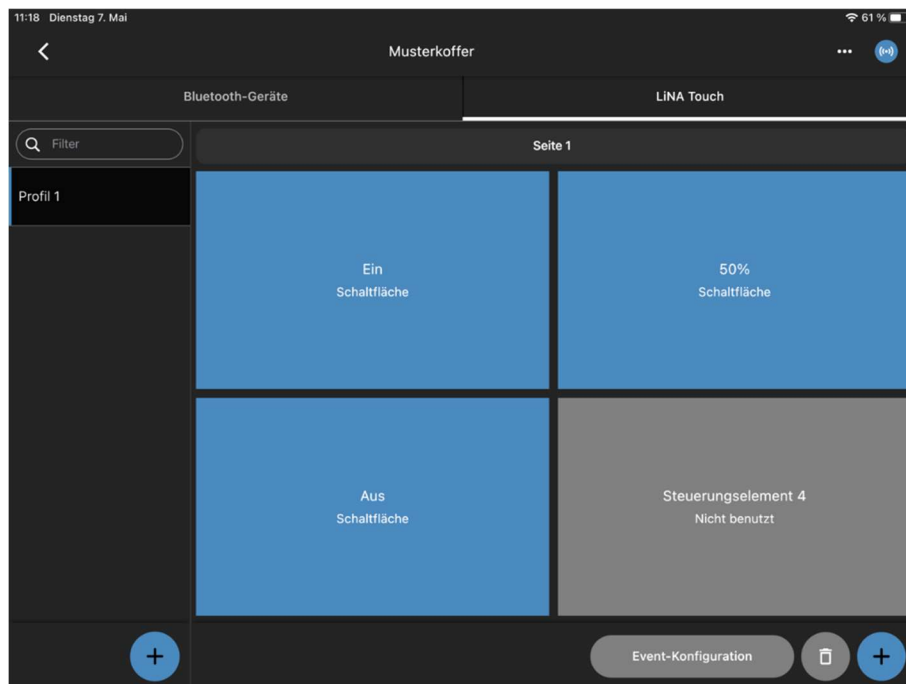 11:18 Dienstag 7. Mai
61 %
Musterkoffer
Bluetooth-Geräte
LiNA Touch
Filter
Seite 1
Profil 1
Ein
Schaltfläche
50%
Schaltfläche
Aus
Schaltfläche
Steuerungselement 4
Nicht benutzt
Event-Konfiguration